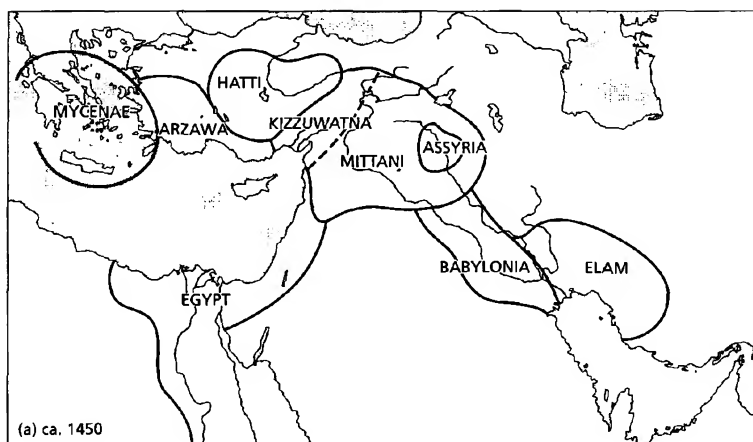 HATTI
MYCENAE
ARZAWA
KIZZUWATNA
MITTANI
ASSYRIA
BABYLONIA
ELAM
EGYPT
(a) ca. 1450